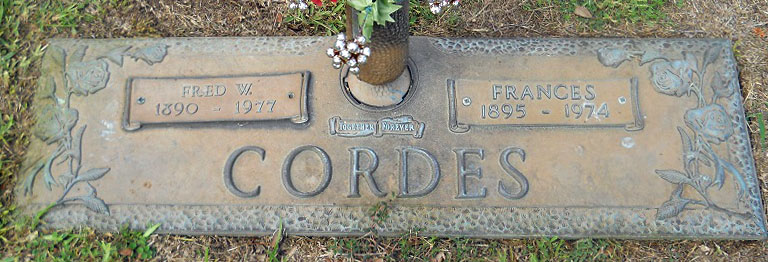 FRED W.
1890 - 1977
FRANCES
1895 - 1974
TOGETHER FOREVER
CORDES